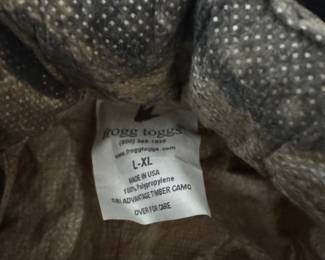 frogg toggs
www.froggtoggs.com
L-XL
MADE IN USA
100% Polypropylene
ADVANTAGE TIMBER CAMO
OVER FOR CARE